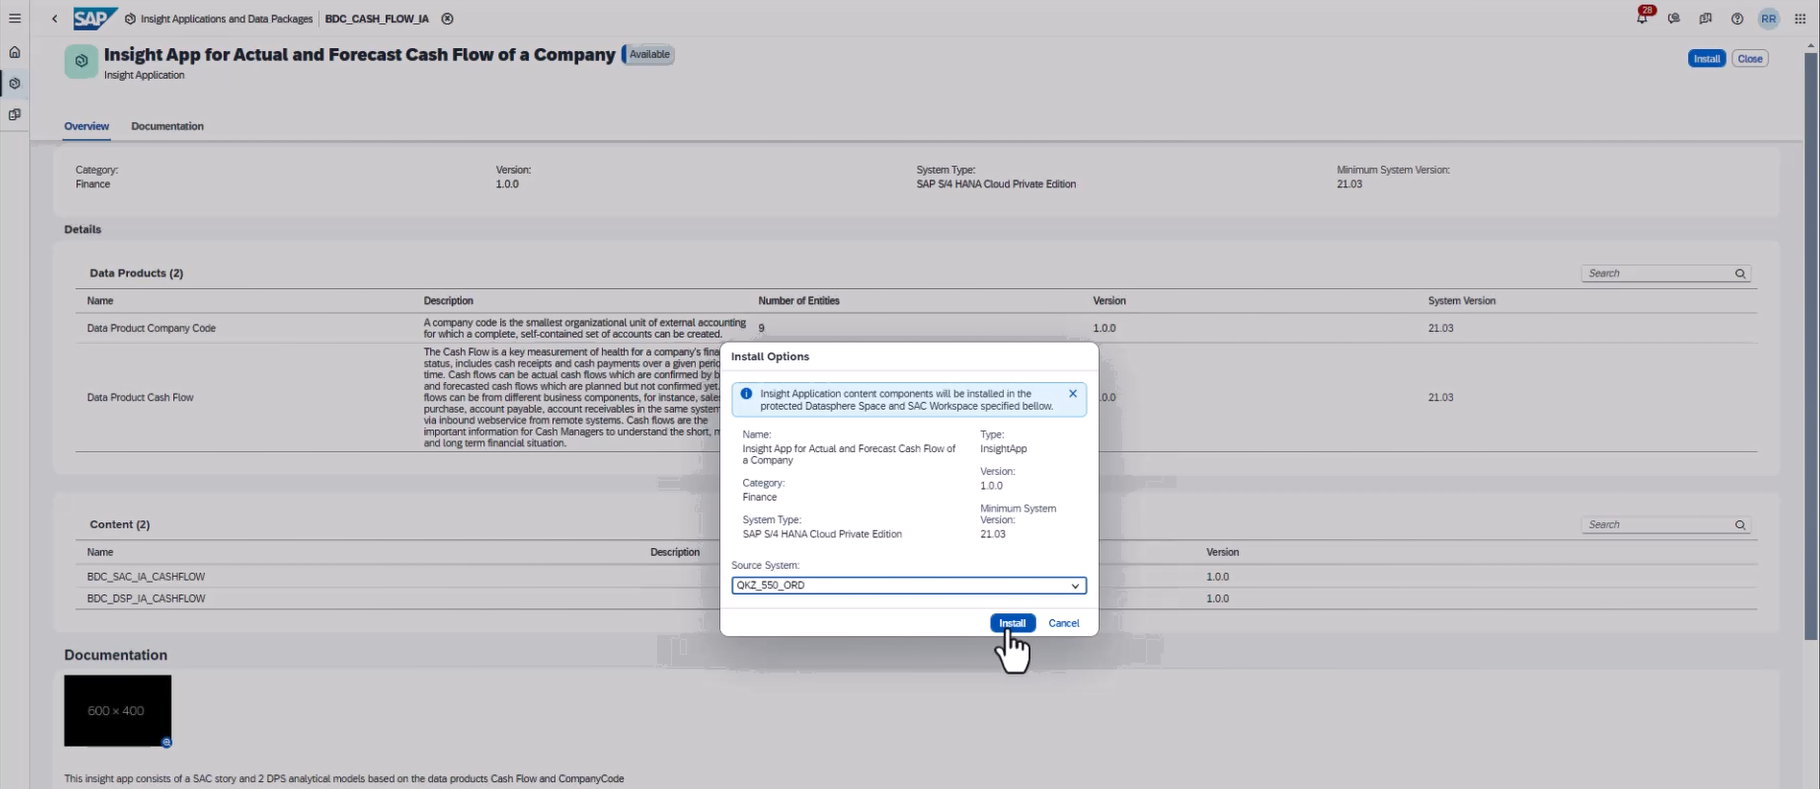 SAP Insight Applications and Data Packages BDC_CASH_FLOW_IA
28
RR
Insight App for Actual and Forecast Cash Flow of a Company Available
Insight Application
Install Close
Overview Documentation
Category:
Finance
Version:
1.0.0
System Type:
SAP S/4 HANA Cloud Private Edition
Minimum System Version:
21.03
Details
Data Products (2)
Search
Name Description Number of Entities Version System Version
Data Product Company Code
A company code is the smallest organizational unit of external accounting
for which a complete, self-contained set of accounts can be created.
9 1.0.0 21.03
Data Product Cash Flow
The Cash Flow is a key measurement of health for a company's
status, includes cash receipts and cash payments over a given
time. Cash flows can be actual cash flows which are confirmed by
and forecasted cash flows which are planned but not confirmed yet.
flows can be from different business components, for instance,
purchase, account payable, account receivables in the same system
via inbound webservice from remote systems. Cash flows are the
important information for Cash Managers to understand the short,
and long term financial situation.
.0.0 21.03
Content (2)
Search
Name Description Version
BDC_SAC_IA_CASHFLOW 1.0.0
BDC_DSP_IA_CASHFLOW 1.0.0
Documentation
600 × 400
This insight app consists of a SAC story and 2 DPS analytical models based on the data products Cash Flow and CompanyCode
Install Options
Insight Application content components will be installed in the
protected Datasphere Space and SAC Workspace specified bellow.
Name:
Insight App for Actual and Forecast Cash Flow of
a Company
Category:
Finance
System Type:
SAP S/4 HANA Cloud Private Edition
Type:
InsightApp
Version:
1.0.0
Minimum System
Version:
21.03
Source System:
QKZ_550_ORD
Install Cancel